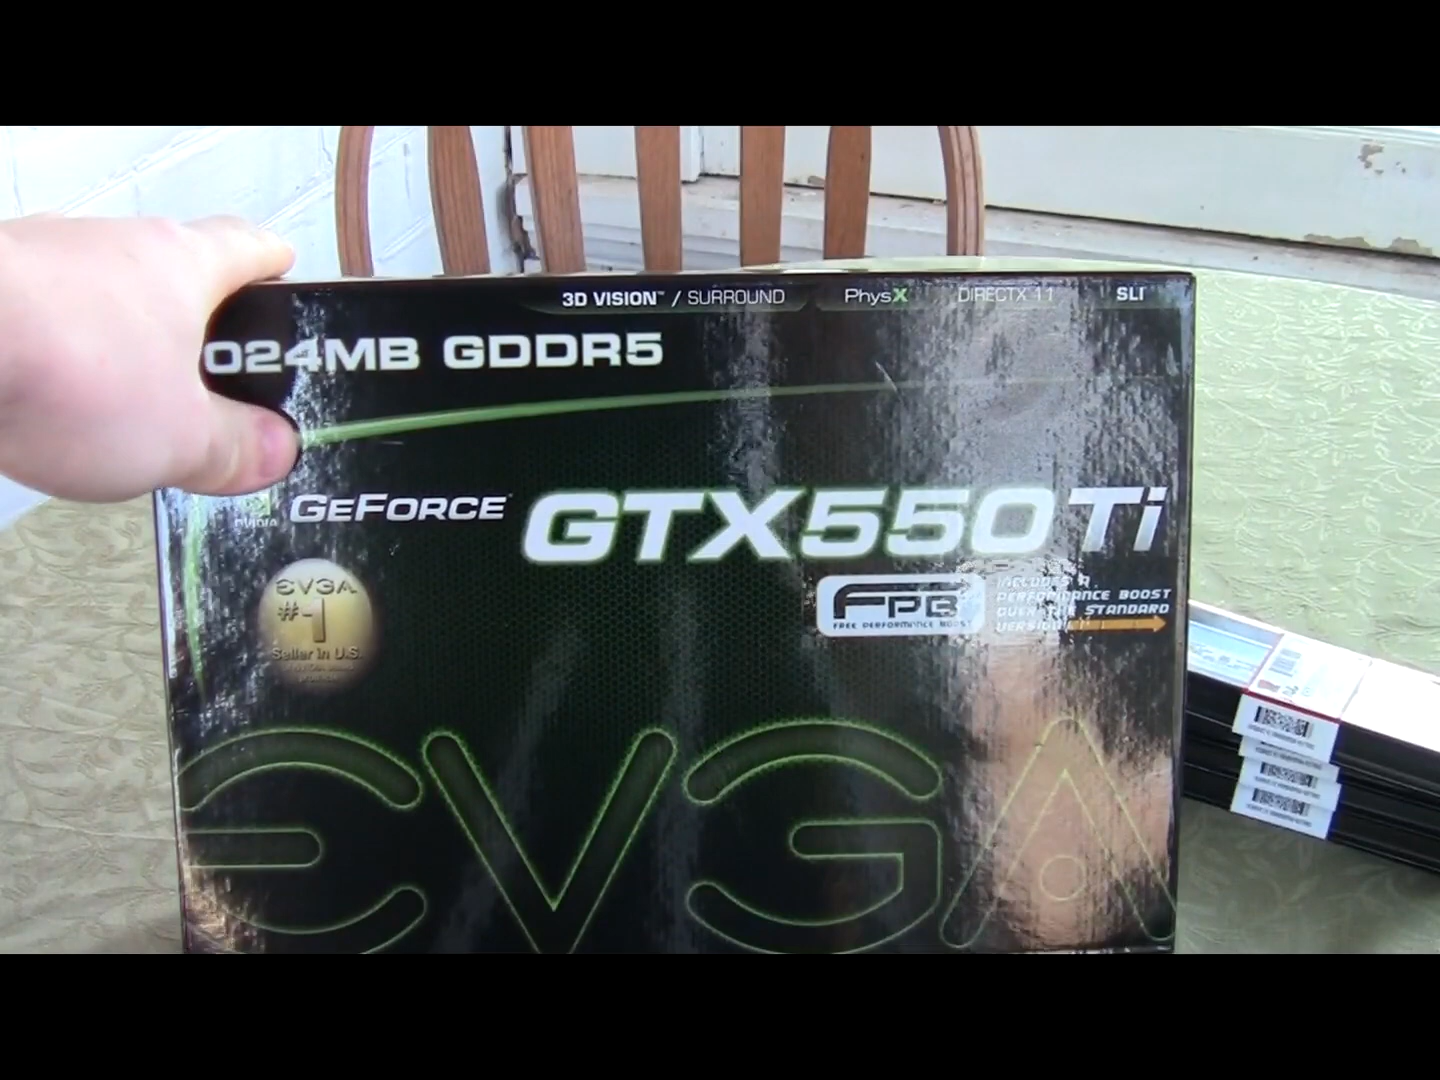 3D VISION™ / SURROUND PhysX DIRECTX 11 SLI
024MB GDDR5
NVIDIA GEFORCE GTX550Ti
EVGA
#1
Seller in U.S.
FPB
FREE PERFORMANCE BOOST
INCLUDES A
PERFORMANCE BOOST
OVER THE STANDARD
VERSION
EVGA